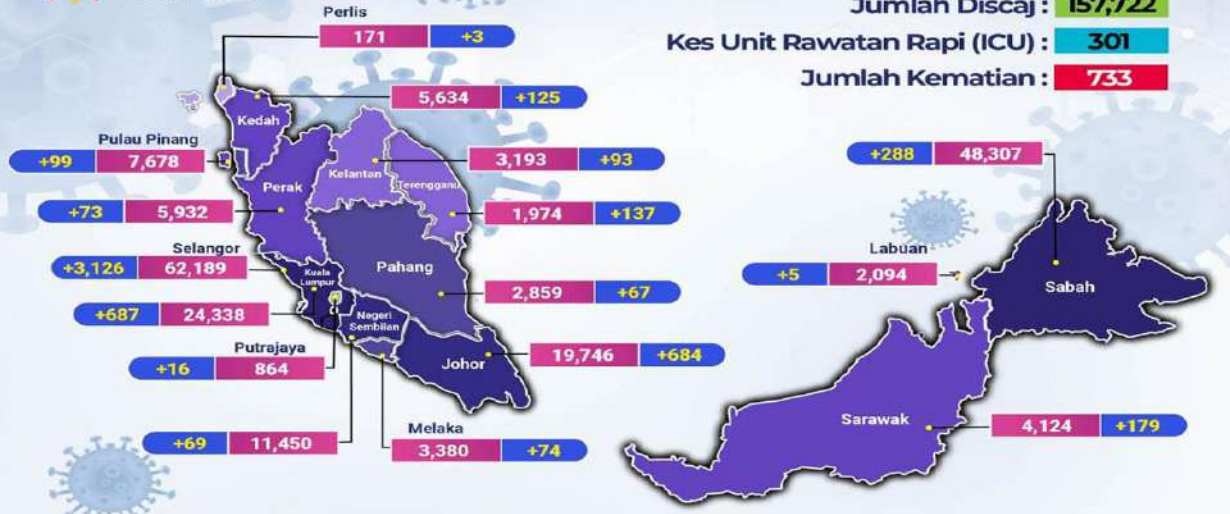 Jumlah Discaj : 157,722
Perlis
171 +3
Kes Unit Rawatan Rapi (ICU) : 301
Jumlah Kematian : 733
5,634 +125
Kedah
Pulau Pinang
+99 7,678
3,193 +93
+288 48,307
Kelantan
Perak
Terengganu
+73 5,932
1,974 +137
Selangor
+3,126 62,189
Labuan
+5 2,094
Kuala
Lumpur
Pahang
Sabah
2,859 +67
+687 24,338
Negeri
Sembilan
Putrajaya
+16 864
Johor
19,746 +684
Sarawak
4,124 +179
+69 11,450
Melaka
3,380 +74